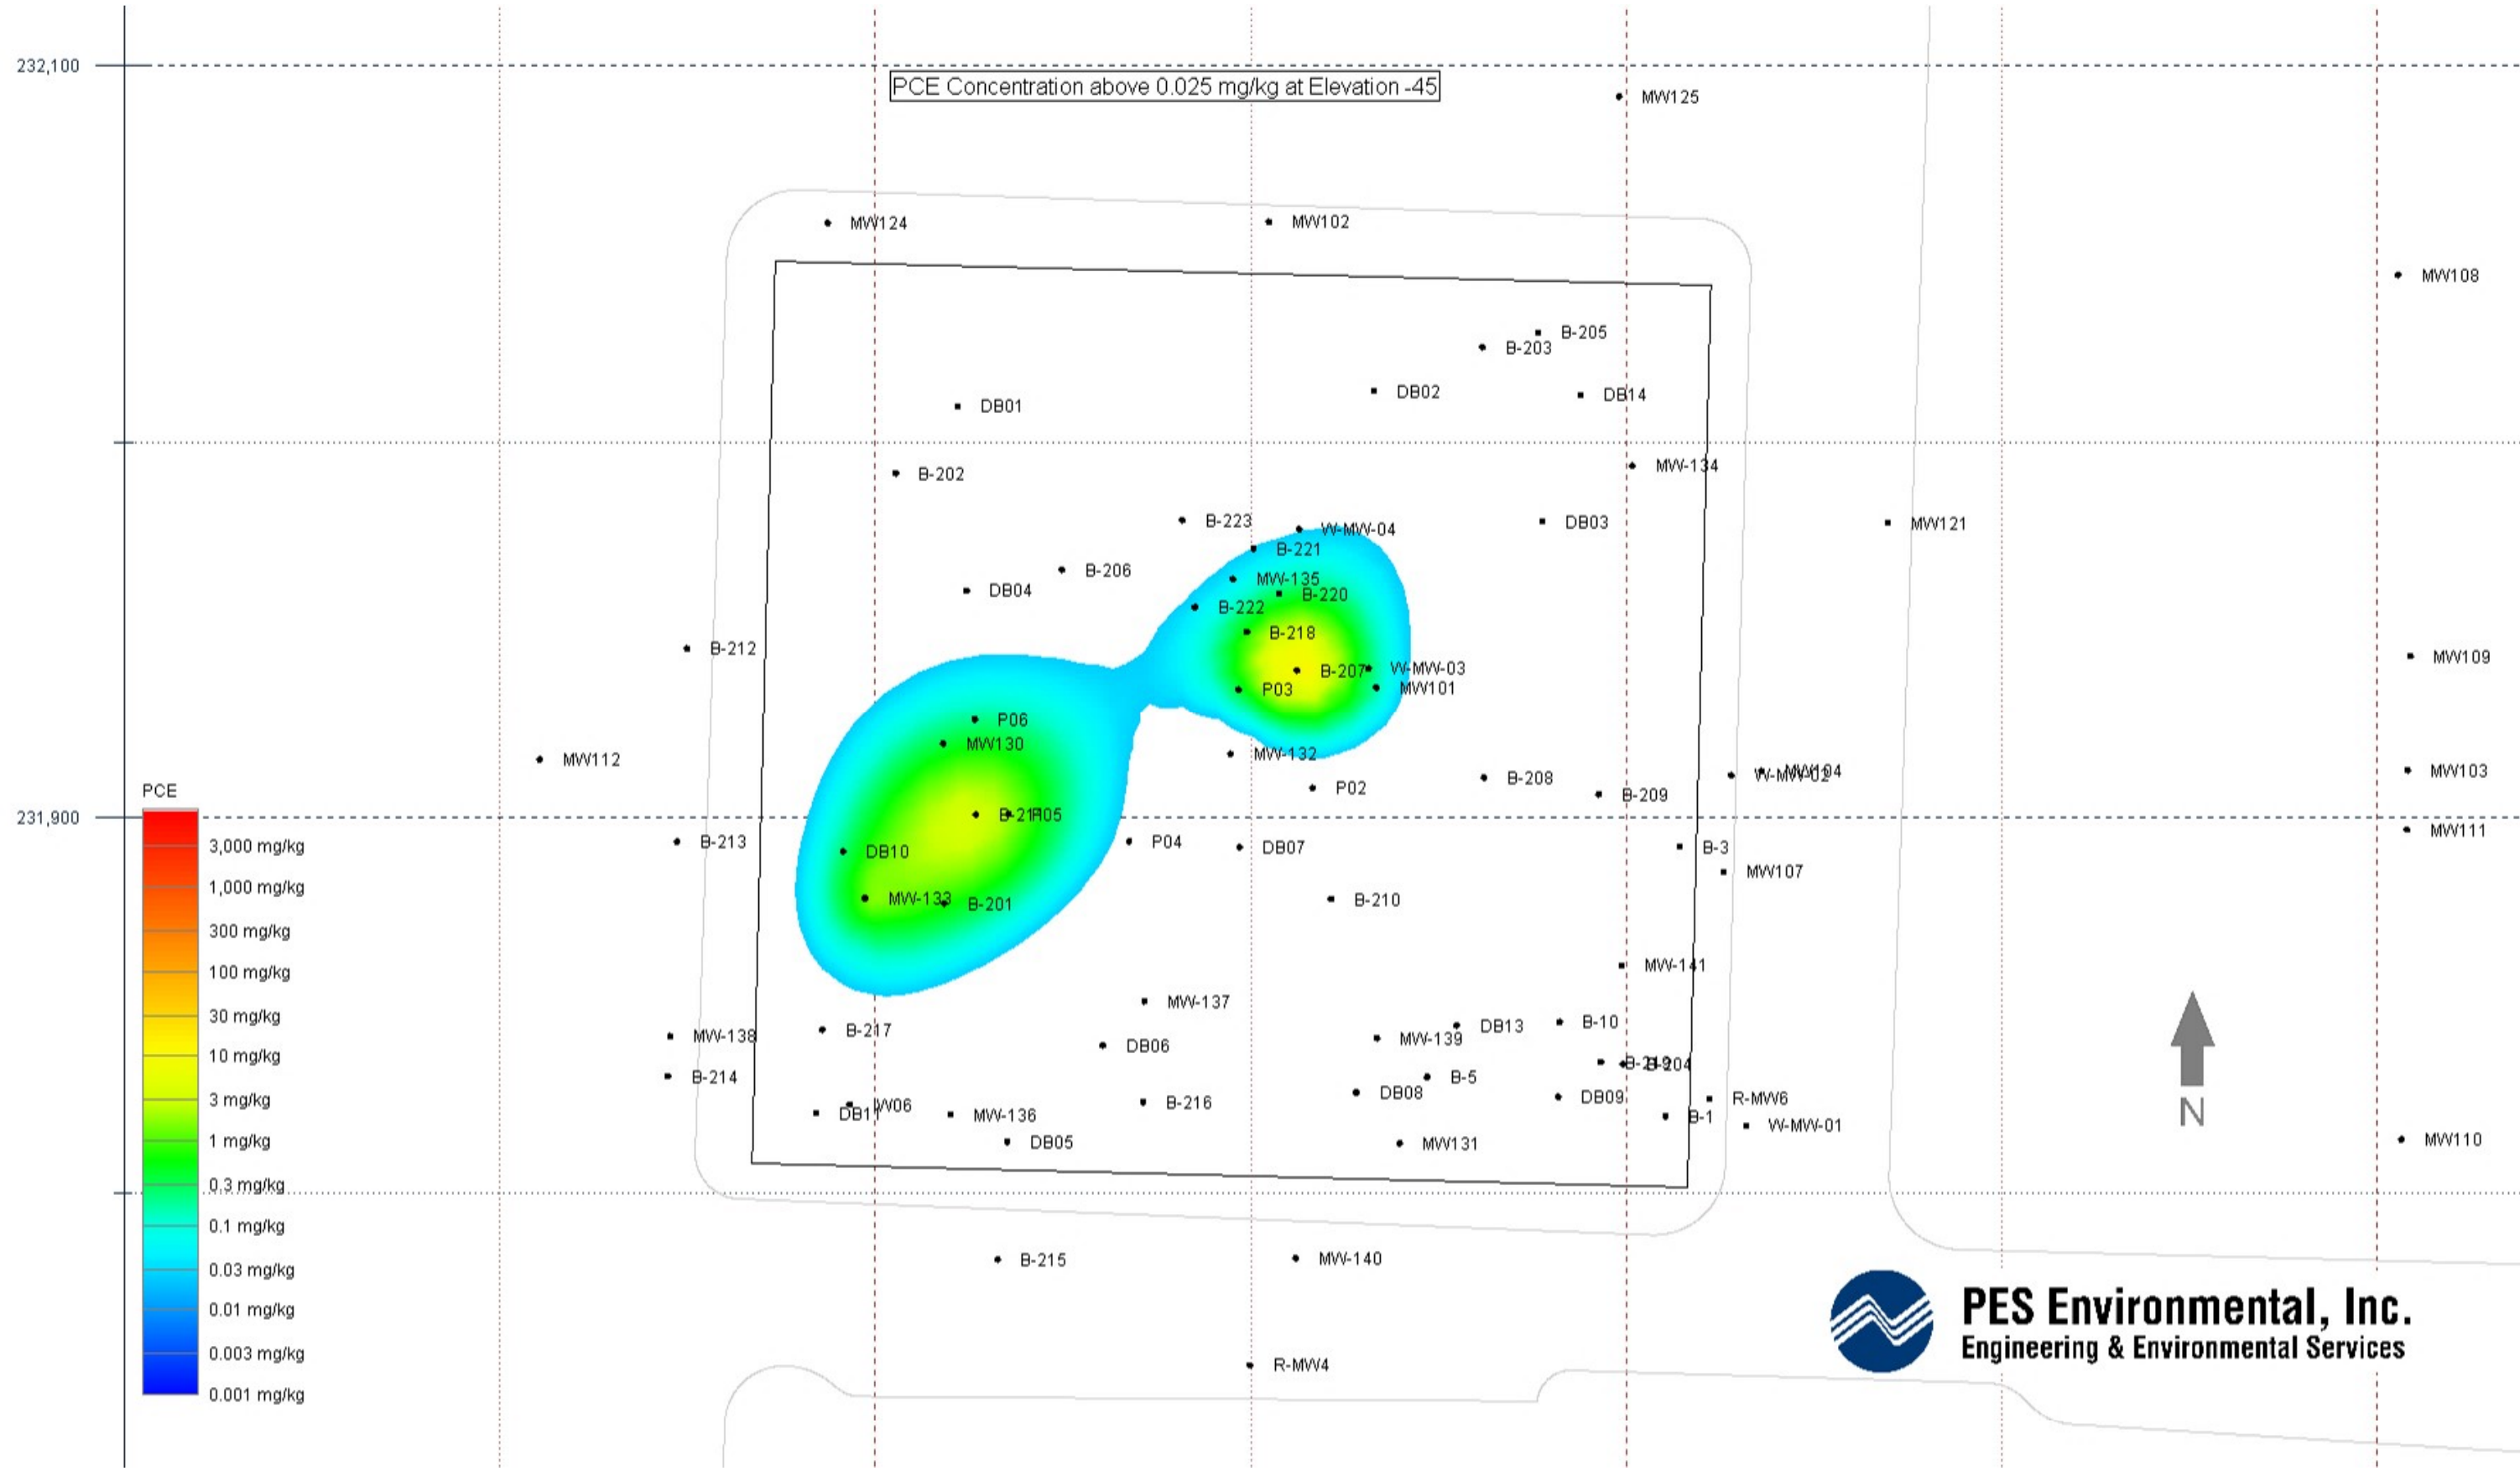 232,100
PCE Concentration above 0.025 mg/kg at Elevation -45
MW125
MW124
MW102
MW108
B-205
B-203
DB02
DB14
DB01
MW-134
B-202
B-223
DB03
MW121
W-MW-04
B-221
B-206
MW-135
DB04
B-220
B-222
B-218
B-212
MW109
W-MW-03
B-207
MW101
P03
P06
MW130
MW-132
MW112
MW104
W-MW-02
MW103
B-208
P02
B-209
PCE
231,900
MW111
B-213
P04
3,000 mg/kg
DB07
B-3
DB10
MW107
1,000 mg/kg
MW-133
B-201
B-210
300 mg/kg
MW-141
100 mg/kg
MW-137
30 mg/kg
B-10
DB13
B-217
MW-138
MW-139
DB06
10 mg/kg
B-204
B-214
B-5
DB08
DB09
3 mg/kg
R-MW6
B-216
DB11
MW-136
B-1
W-MW-01
1 mg/kg
DB05
MW131
MW110
N
0.3 mg/kg
0.1 mg/kg
B-215
MW-140
0.03 mg/kg
0.01 mg/kg
PES Environmental, Inc.
Engineering & Environmental Services
0.003 mg/kg
R-MW4
0.001 mg/kg